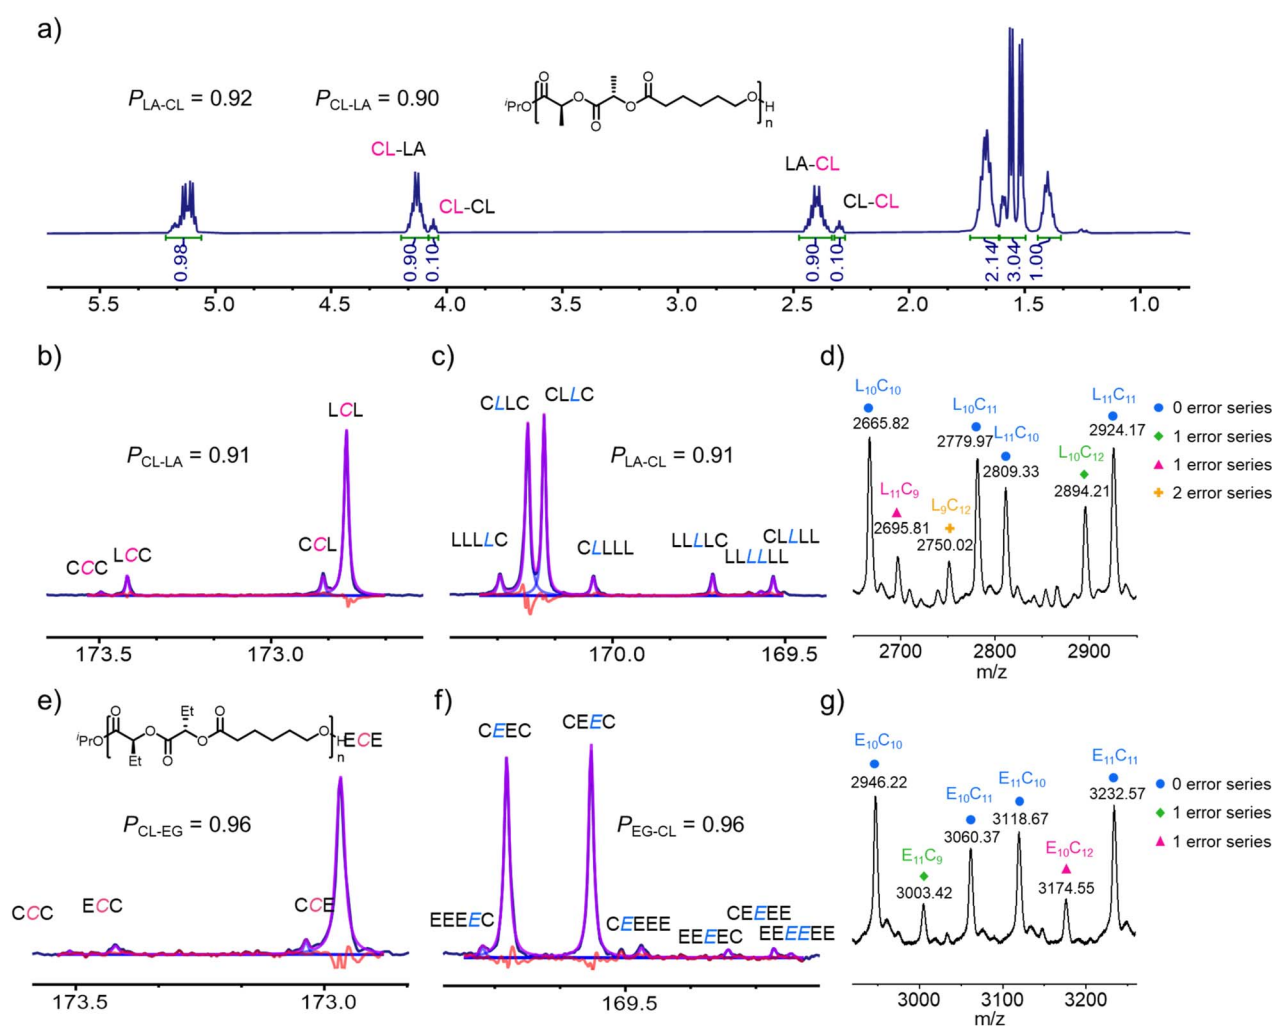 a)
P_LA-CL = 0.92
P_CL-LA = 0.90
O
O
O
ⁱPrO
O
O
O
H
n
CL-LA
CL-CL
LA-CL
CL-CL
0.98
0.90
0.10
0.90
0.10
2.14
3.04
1.00
5.5 5.0 4.5 4.0 3.5 3.0 2.5 2.0 1.5 1.0
b)
P_CL-LA = 0.91
CCC
LCC
CCL
LCL
173.5 173.0
c)
CLLC
CLLC
P_LA-CL = 0.91
LLLLC
CLLLL
LLLLC
LLLLLL
CLLLL
170.0 169.5
d)
L10C10
2665.82
L11C9
2695.81
L9C12
2750.02
L10C11
2779.97
L11C10
2809.33
L10C12
2894.21
L11C11
2924.17
0 error series
1 error series
1 error series
2 error series
2700 2800 2900
m/z
e)
O
Et
O
O
ⁱPrO
O
O
O
Et
H
n
ECE
P_CL-EG = 0.96
CCC
ECC
CCE
173.5 173.0
f)
CEEC
CEEC
P_EG-CL = 0.96
EEEEC
CEEEE
EEEEC
CEEEE
EEEEEE
169.5
g)
E10C10
2946.22
E11C9
3003.42
E10C11
3060.37
E11C10
3118.67
E10C12
3174.55
E11C11
3232.57
0 error series
1 error series
1 error series
3000 3100 3200
m/z